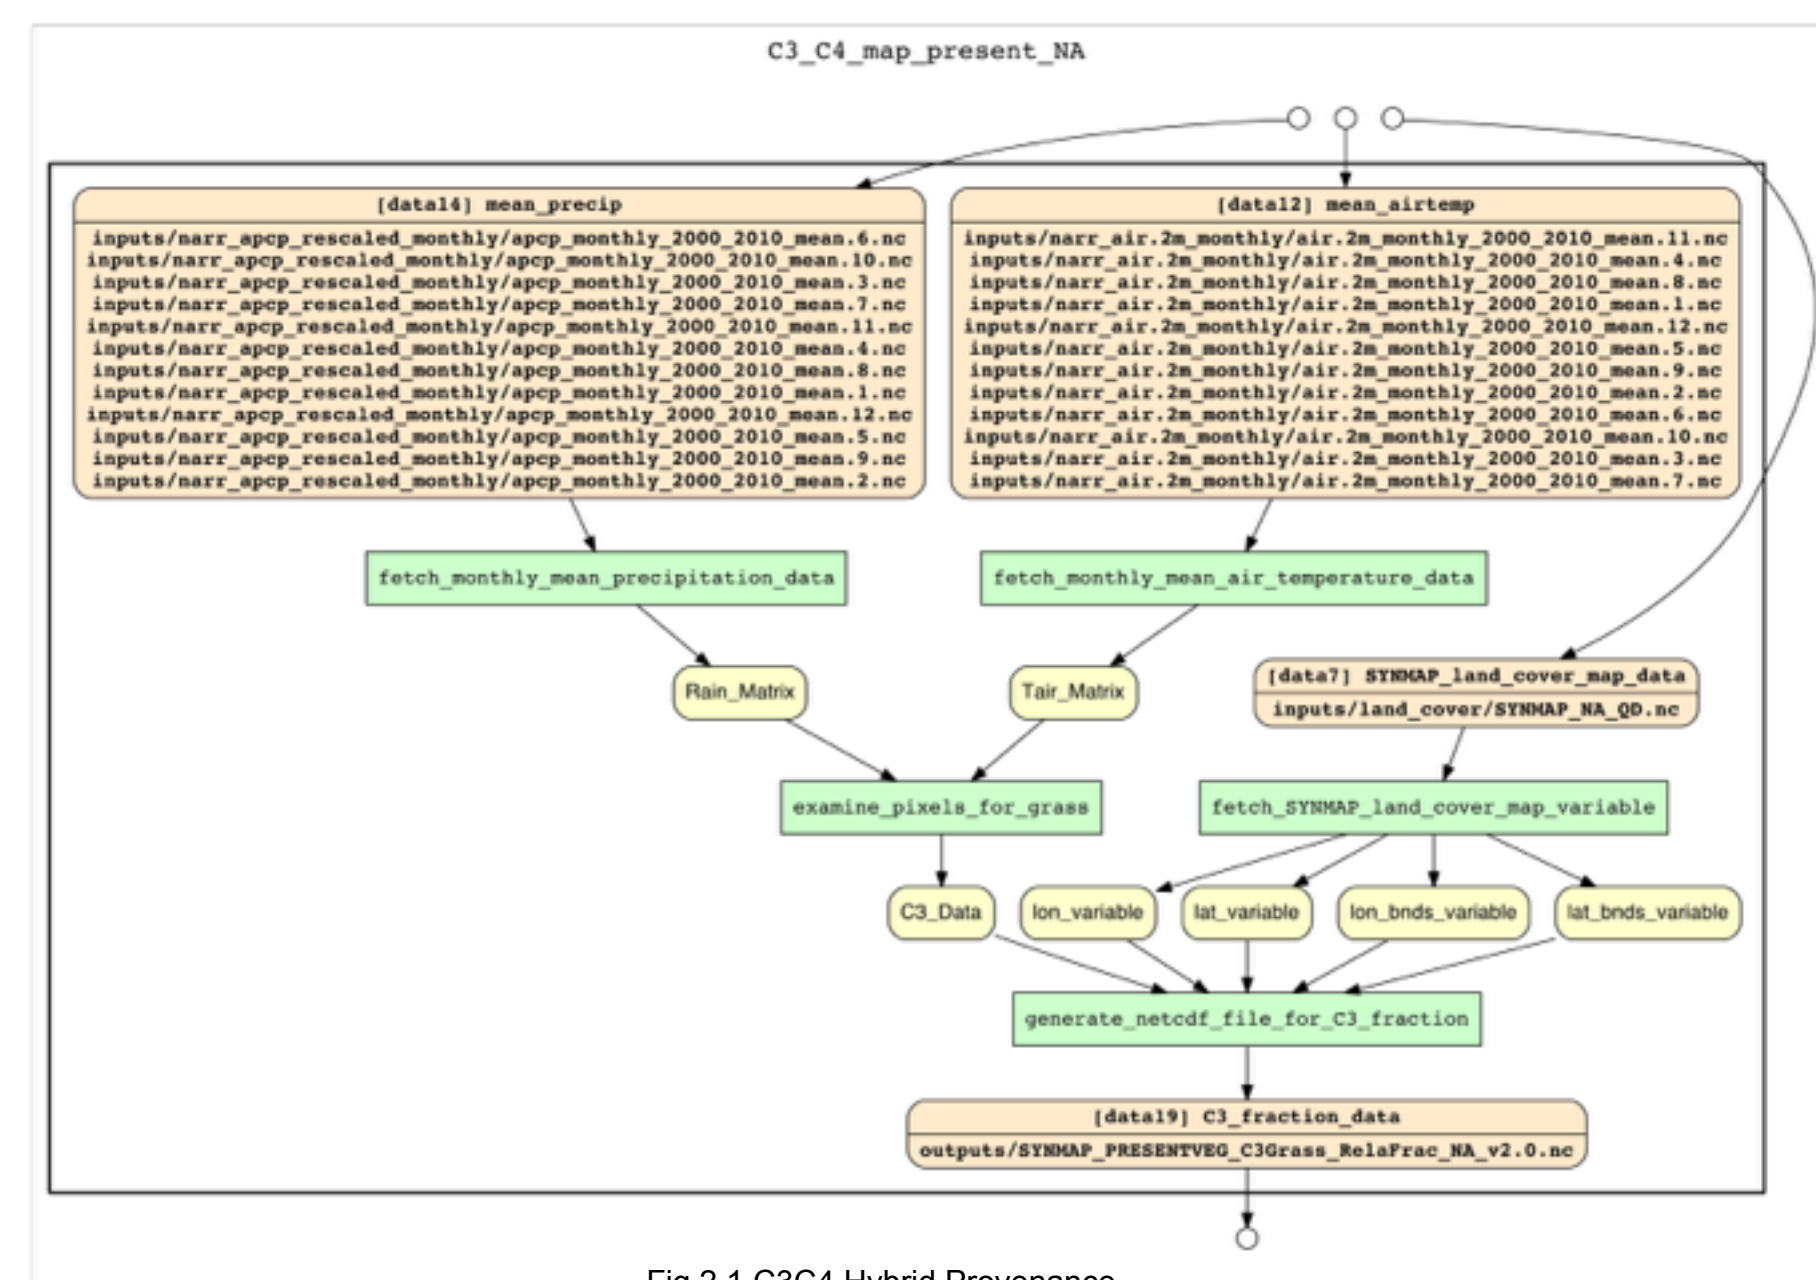 C3_C4_map_present_NA
[data14] mean_precip
inputs/narr_apcp_rescaled_monthly/apcp_monthly_2000_2010_mean.6.nc
inputs/narr_apcp_rescaled_monthly/apcp_monthly_2000_2010_mean.10.nc
inputs/narr_apcp_rescaled_monthly/apcp_monthly_2000_2010_mean.3.nc
inputs/narr_apcp_rescaled_monthly/apcp_monthly_2000_2010_mean.7.nc
inputs/narr_apcp_rescaled_monthly/apcp_monthly_2000_2010_mean.11.nc
inputs/narr_apcp_rescaled_monthly/apcp_monthly_2000_2010_mean.4.nc
inputs/narr_apcp_rescaled_monthly/apcp_monthly_2000_2010_mean.8.nc
inputs/narr_apcp_rescaled_monthly/apcp_monthly_2000_2010_mean.1.nc
inputs/narr_apcp_rescaled_monthly/apcp_monthly_2000_2010_mean.12.nc
inputs/narr_apcp_rescaled_monthly/apcp_monthly_2000_2010_mean.5.nc
inputs/narr_apcp_rescaled_monthly/apcp_monthly_2000_2010_mean.9.nc
inputs/narr_apcp_rescaled_monthly/apcp_monthly_2000_2010_mean.2.nc
[data12] mean_airtemp
inputs/narr_air.2m_monthly/air.2m_monthly_2000_2010_mean.11.nc
inputs/narr_air.2m_monthly/air.2m_monthly_2000_2010_mean.4.nc
inputs/narr_air.2m_monthly/air.2m_monthly_2000_2010_mean.8.nc
inputs/narr_air.2m_monthly/air.2m_monthly_2000_2010_mean.1.nc
inputs/narr_air.2m_monthly/air.2m_monthly_2000_2010_mean.12.nc
inputs/narr_air.2m_monthly/air.2m_monthly_2000_2010_mean.5.nc
inputs/narr_air.2m_monthly/air.2m_monthly_2000_2010_mean.9.nc
inputs/narr_air.2m_monthly/air.2m_monthly_2000_2010_mean.2.nc
inputs/narr_air.2m_monthly/air.2m_monthly_2000_2010_mean.6.nc
inputs/narr_air.2m_monthly/air.2m_monthly_2000_2010_mean.10.nc
inputs/narr_air.2m_monthly/air.2m_monthly_2000_2010_mean.3.nc
inputs/narr_air.2m_monthly/air.2m_monthly_2000_2010_mean.7.nc
fetch_monthly_mean_precipitation_data
fetch_monthly_mean_air_temperature_data
Rain_Matrix
Tair_Matrix
[data7] SYNMAP_land_cover_map_data
inputs/land_cover/SYNMAP_NA_QD.nc
examine_pixels_for_grass
fetch_SYNMAP_land_cover_map_variable
C3_Data
lon_variable
lat_variable
lon_bnds_variable
lat_bnds_variable
generate_netcdf_file_for_C3_fraction
[data19] C3_fraction_data
outputs/SYNMAP_PRESENTVEG_C3Grass_RelaFrac_NA_v2.0.nc
Fig 2.1 C3C4 Hybrid Provenance